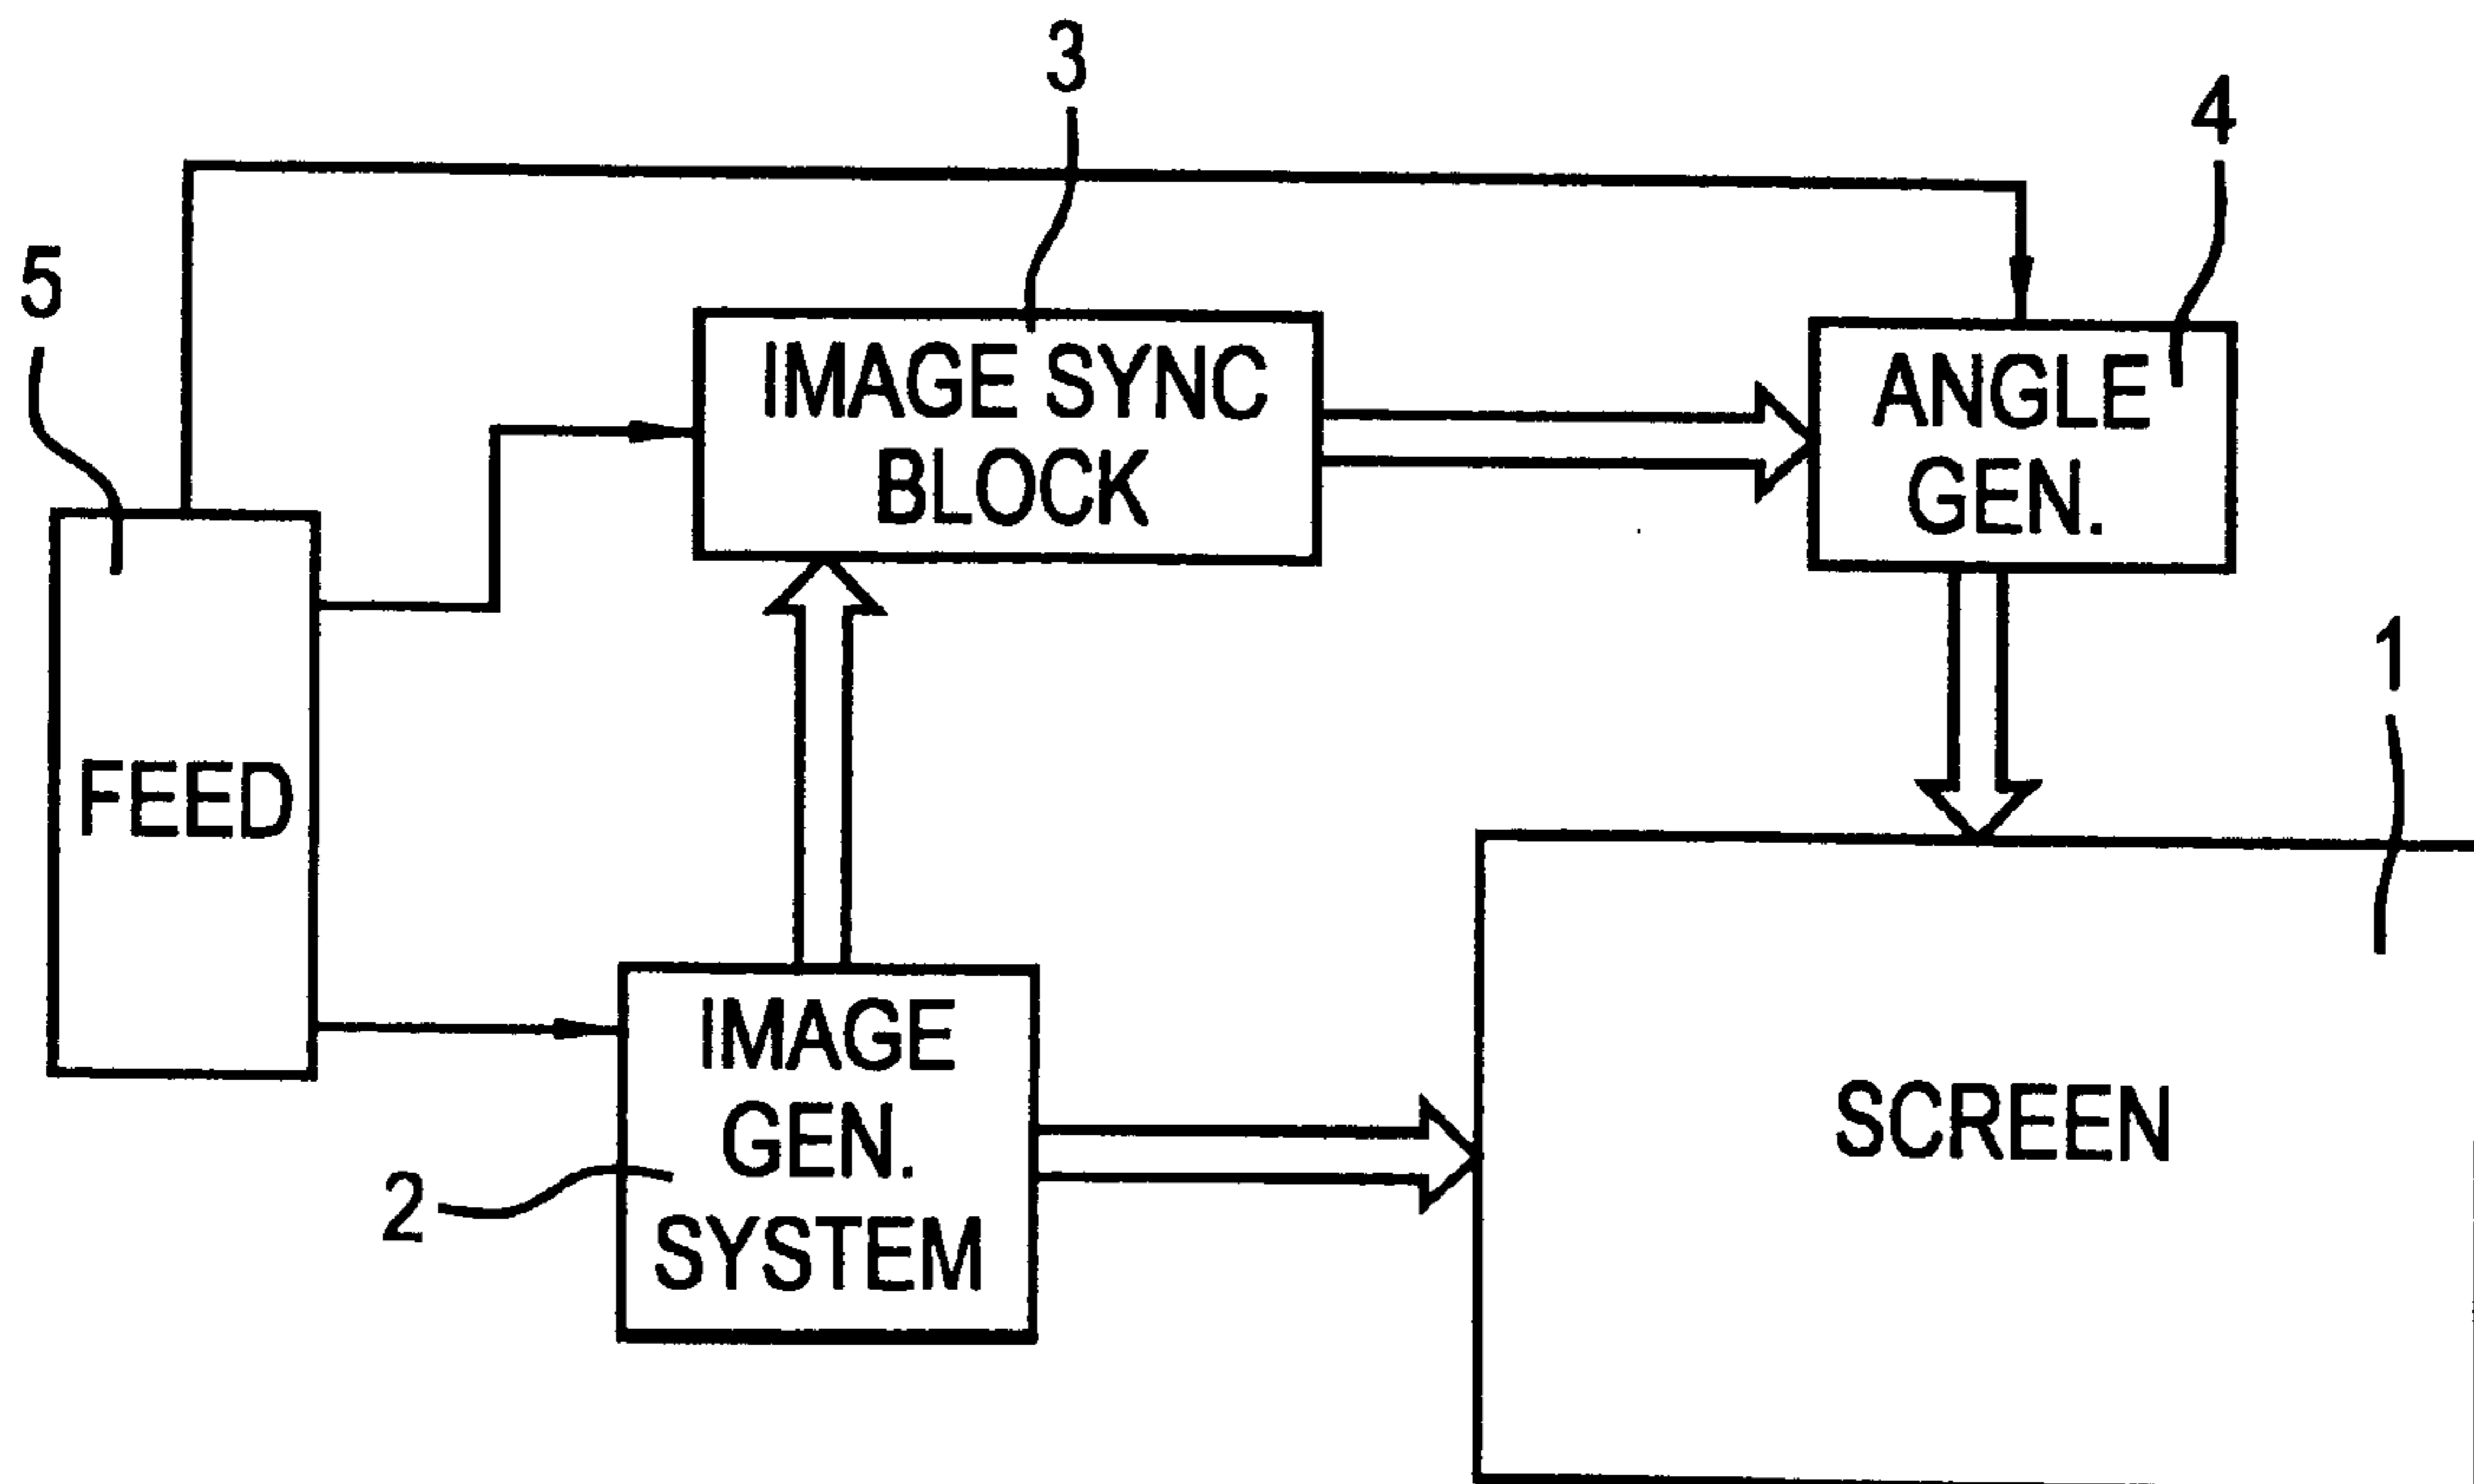 3
4
5
IMAGE SYNC
BLOCK
ANGLE
GEN.
1
FEED
IMAGE
GEN.
SYSTEM
2
SCREEN